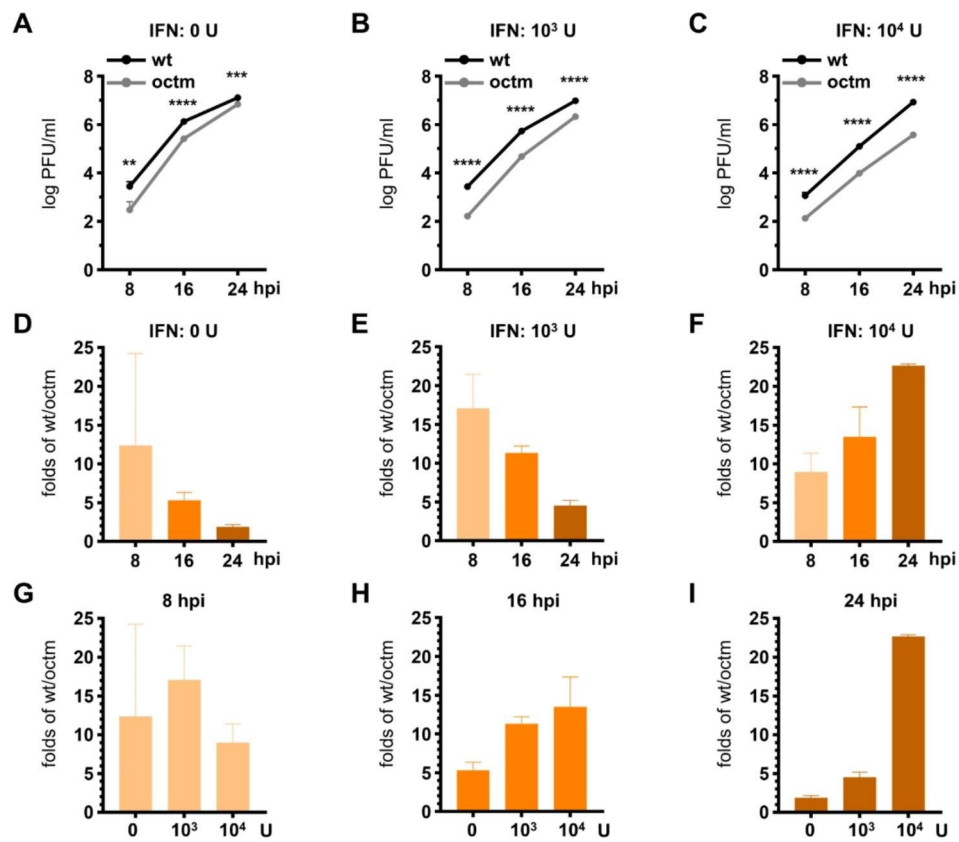 A IFN: 0 U
wt
octm
log PFU/ml
8
6
4
2
0
**
****
***
8 16 24 hpi
B IFN: 10³ U
wt
octm
log PFU/ml
8
6
4
2
0
****
****
****
8 16 24 hpi
C IFN: 10⁴ U
wt
octm
log PFU/ml
8
6
4
2
0
****
****
****
8 16 24 hpi
D IFN: 0 U
folds of wt/octm
25
20
15
10
5
0
8 16 24 hpi
E IFN: 10³ U
folds of wt/octm
25
20
15
10
5
0
8 16 24 hpi
F IFN: 10⁴ U
folds of wt/octm
25
20
15
10
5
0
8 16 24 hpi
G 8 hpi
folds of wt/octm
25
20
15
10
5
0
0 10³ 10⁴ U
H 16 hpi
folds of wt/octm
25
20
15
10
5
0
0 10³ 10⁴ U
I 24 hpi
folds of wt/octm
25
20
15
10
5
0
0 10³ 10⁴ U